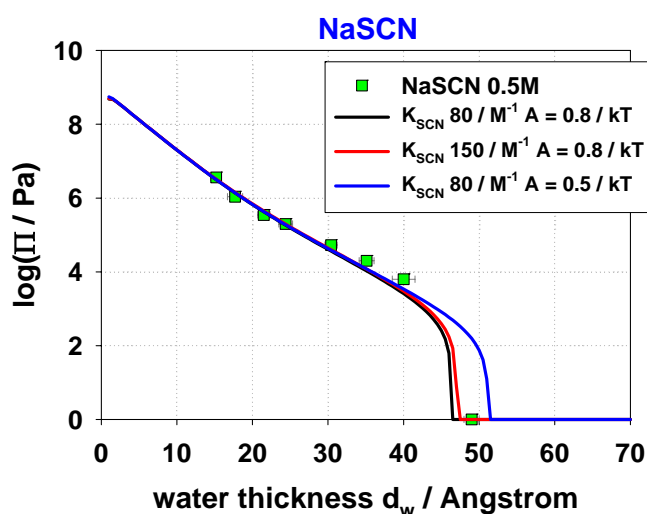 NaSCN
NaSCN 0.5M
K_SCN 80 / M⁻¹ A = 0.8 / kT
K_SCN 150 / M⁻¹ A = 0.8 / kT
K_SCN 80 / M⁻¹ A = 0.5 / kT
log(Π / Pa)
10
8
6
4
2
0
0 10 20 30 40 50 60 70
water thickness d_w / Angstrom